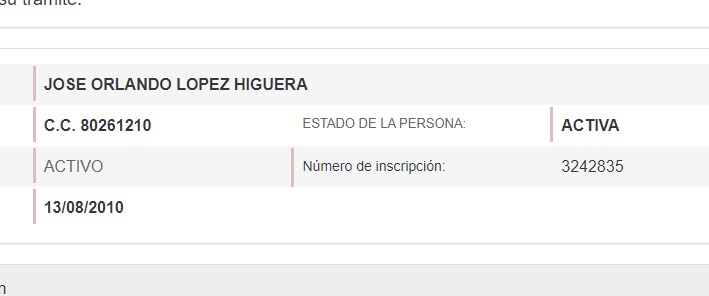 su trámite.
JOSE ORLANDO LOPEZ HIGUERA
C.C. 80261210 ESTADO DE LA PERSONA: ACTIVA
ACTIVO Número de inscripción: 3242835
13/08/2010
n